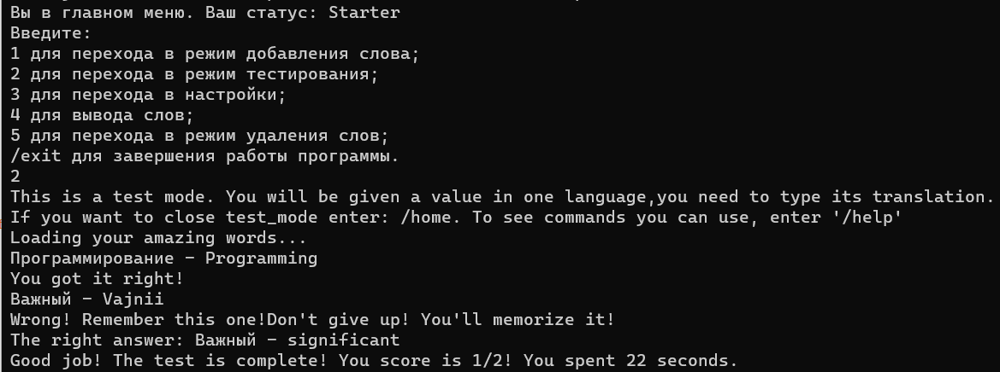 Вы в главном меню. Ваш статус: Starter
Введите:
1 для перехода в режим добавления слова;
2 для перехода в режим тестирования;
3 для перехода в настройки;
4 для вывода слов;
5 для перехода в режим удаления слов;
/exit для завершения работы программы.
2
This is a test mode. You will be given a value in one language,you need to type its translation.
If you want to close test_mode enter: /home. To see commands you can use, enter '/help'
Loading your amazing words...
Программирование – Programming
You got it right!
Важный – Vajnii
Wrong! Remember this one!Don't give up! You'll memorize it!
The right answer: Важный – significant
Good job! The test is complete! You score is 1/2! You spent 22 seconds.